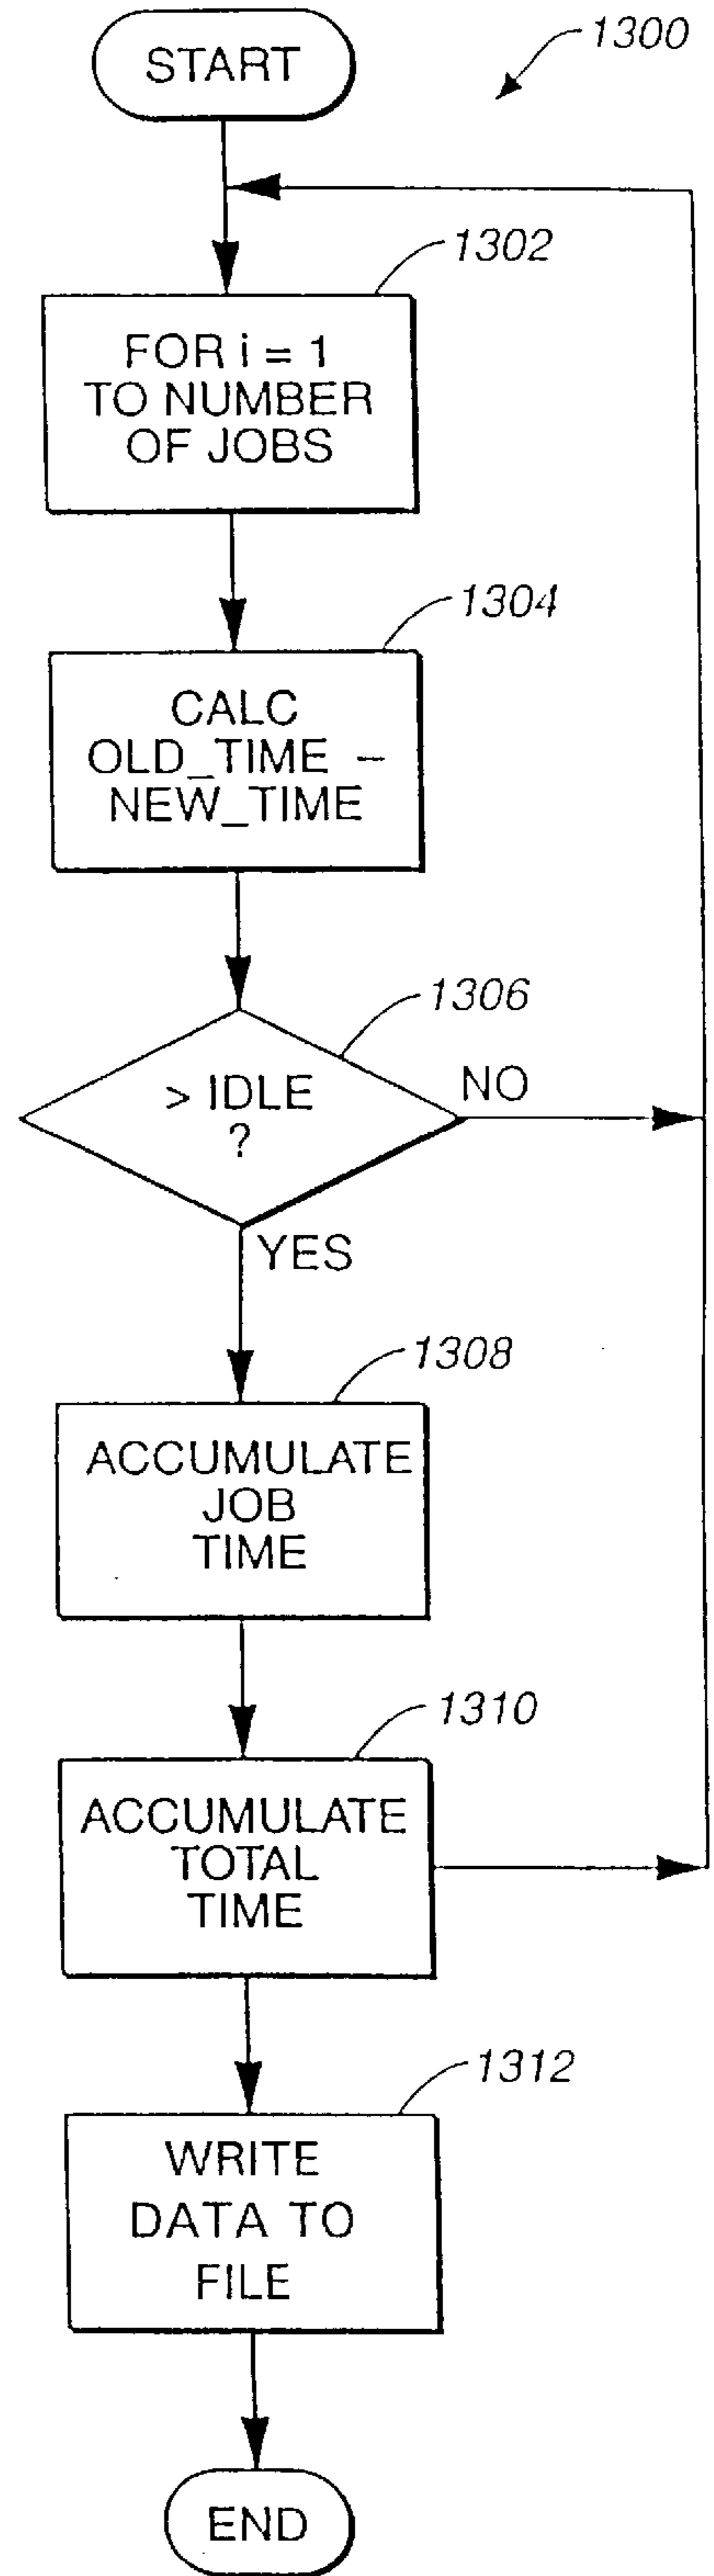 START
1300
1302
FOR i = 1
TO NUMBER
OF JOBS
1304
CALC
OLD_TIME –
NEW_TIME
1306
> IDLE
?
NO
YES
1308
ACCUMULATE
JOB
TIME
1310
ACCUMULATE
TOTAL
TIME
1312
WRITE
DATA TO
FILE
END